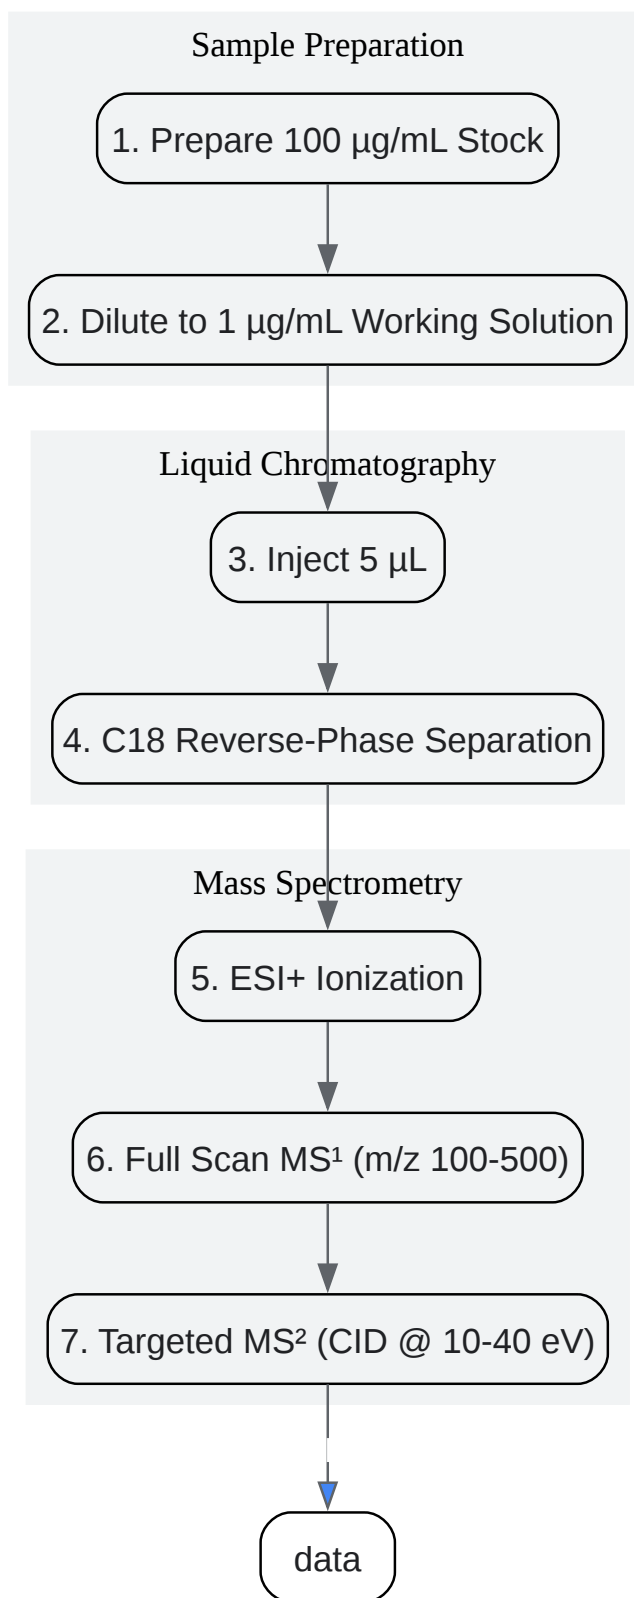 Sample Preparation
1. Prepare 100 µg/mL Stock
2. Dilute to 1 µg/mL Working Solution
Liquid Chromatography
3. Inject 5 µL
4. C18 Reverse-Phase Separation
Mass Spectrometry
5. ESI+ Ionization
6. Full Scan MS¹ (m/z 100-500)
7. Targeted MS² (CID @ 10-40 eV)
data